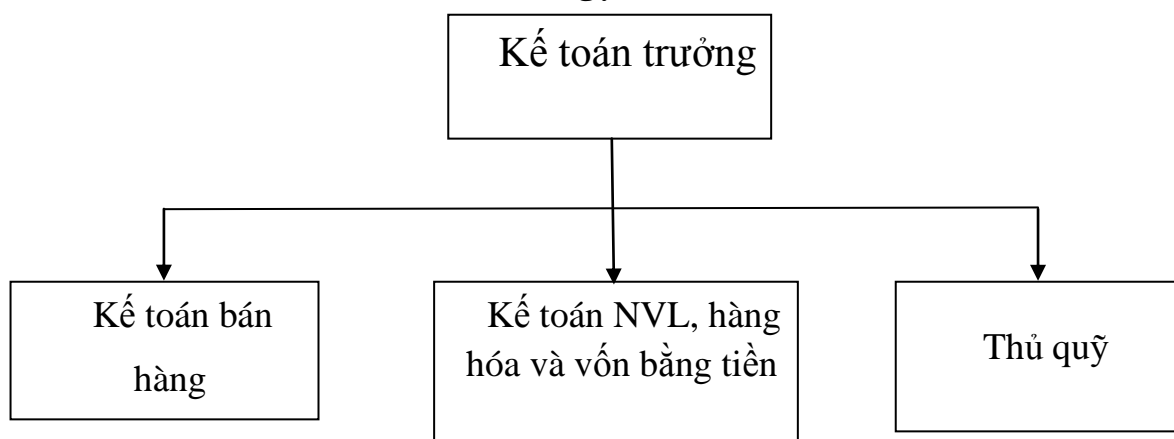 Kế toán trưởng
Kế toán bán
hàng
Kế toán NVL, hàng
hóa và vốn bằng tiền
Thủ quỹ